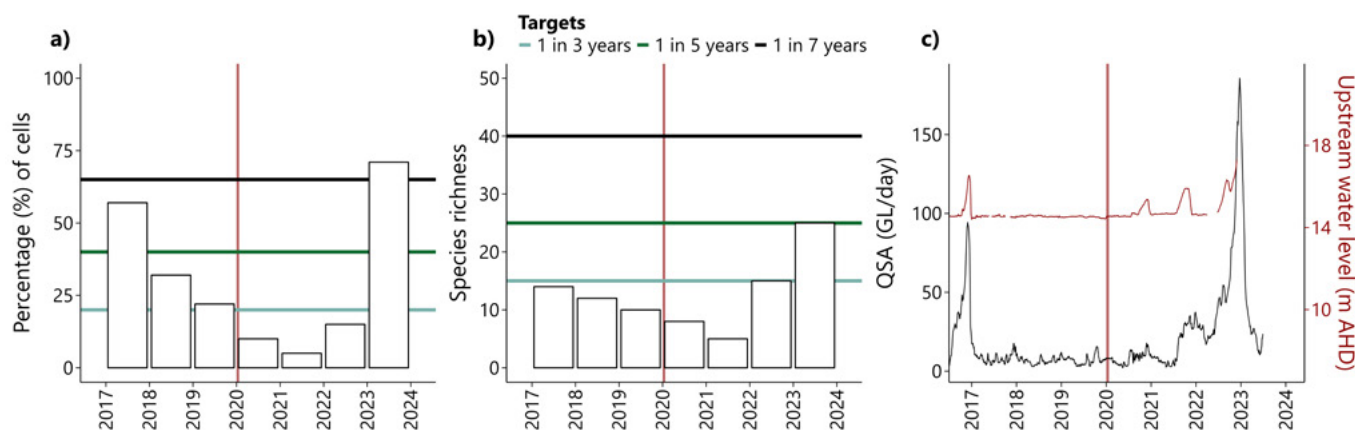 Targets
1 in 3 years 1 in 5 years 1 in 7 years
a)
Percentage (%) of cells
100
75
50
25
0
2017 2018 2019 2020 2021 2022 2023 2024
b)
Species richness
50
40
30
20
10
0
2017 2018 2019 2020 2021 2022 2023 2024
c)
QSA (GL/day)
150
100
50
0
2017 2018 2019 2020 2021 2022 2023 2024
18
14
10
Upstream water level (m AHD)